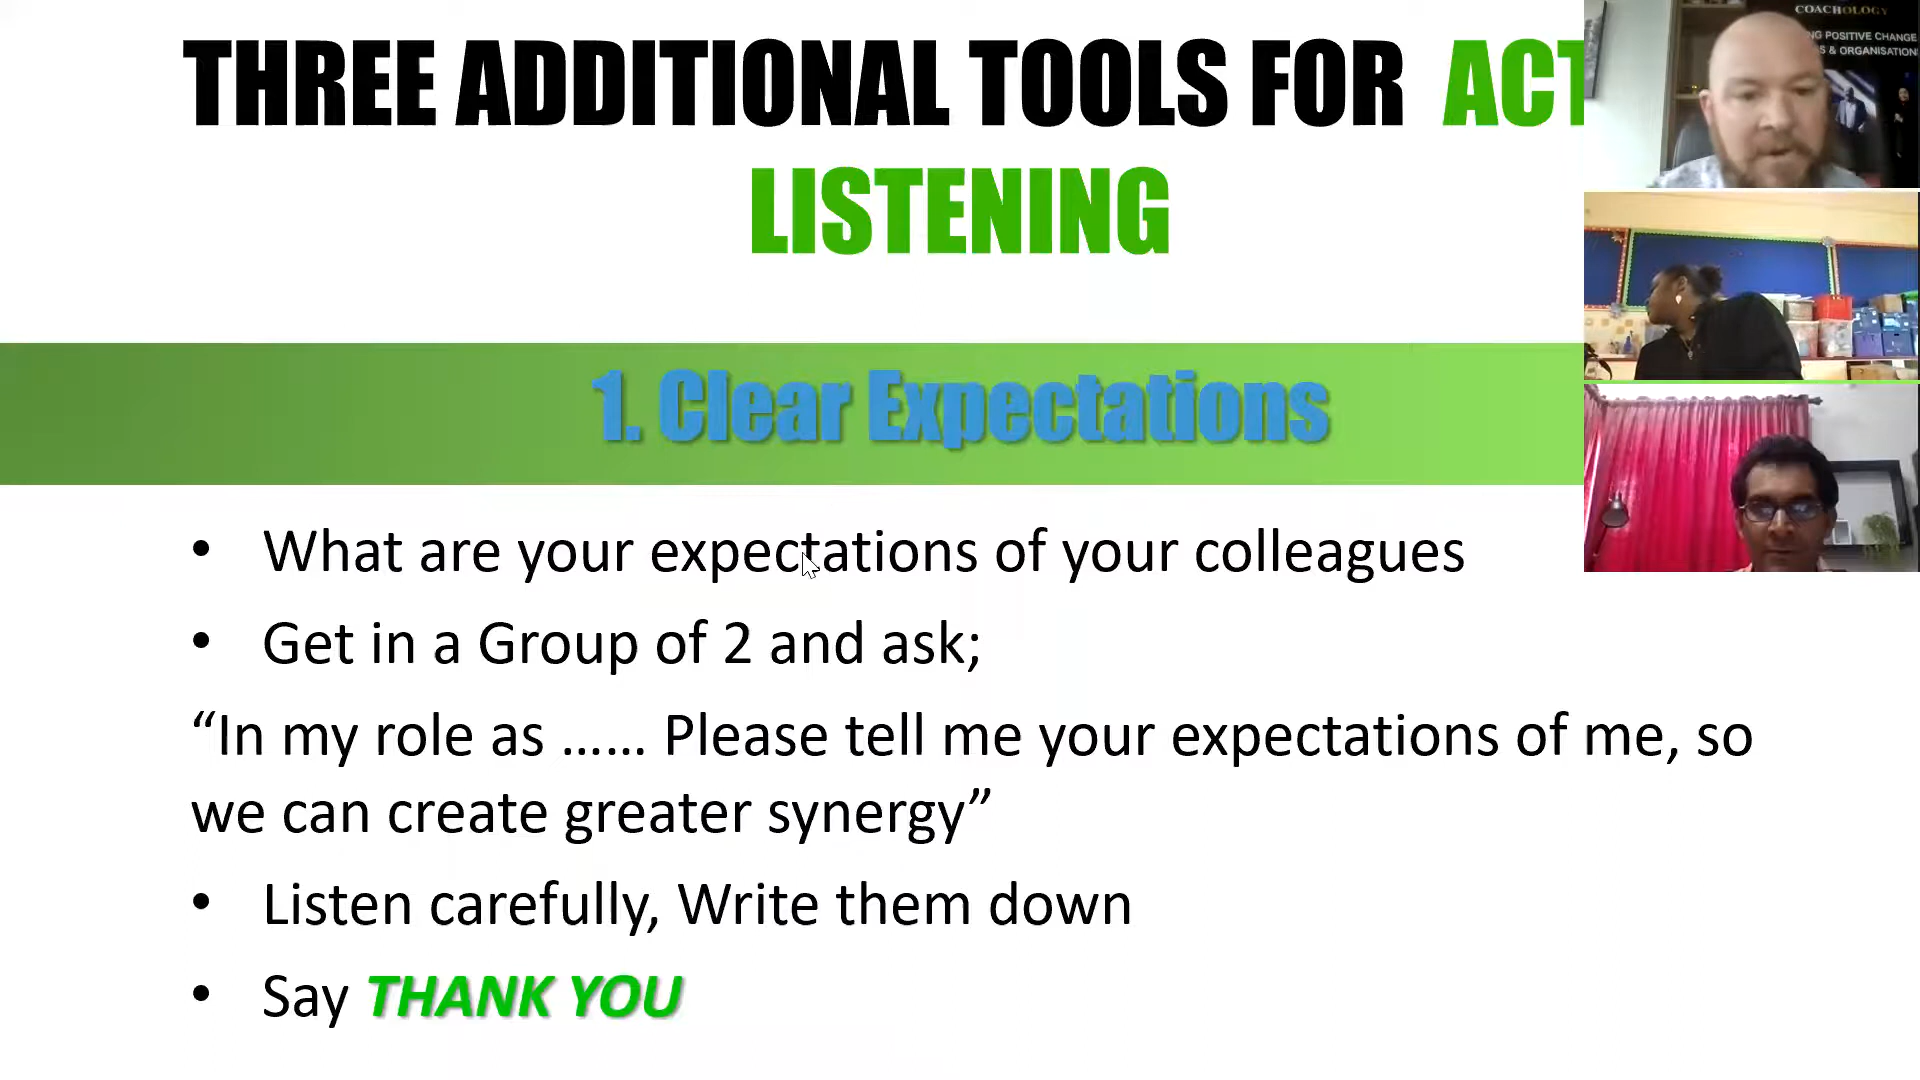 THREE ADDITIONAL TOOLS FOR ACT
LISTENING
1. Clear Expectations
• What are your expectations of your colleagues
• Get in a Group of 2 and ask;
“In my role as …… Please tell me your expectations of me, so
we can create greater synergy”
• Listen carefully, Write them down
• Say THANK YOU
COACHOLOGY
NG POSITIVE CHANGE
S & ORGANISATION